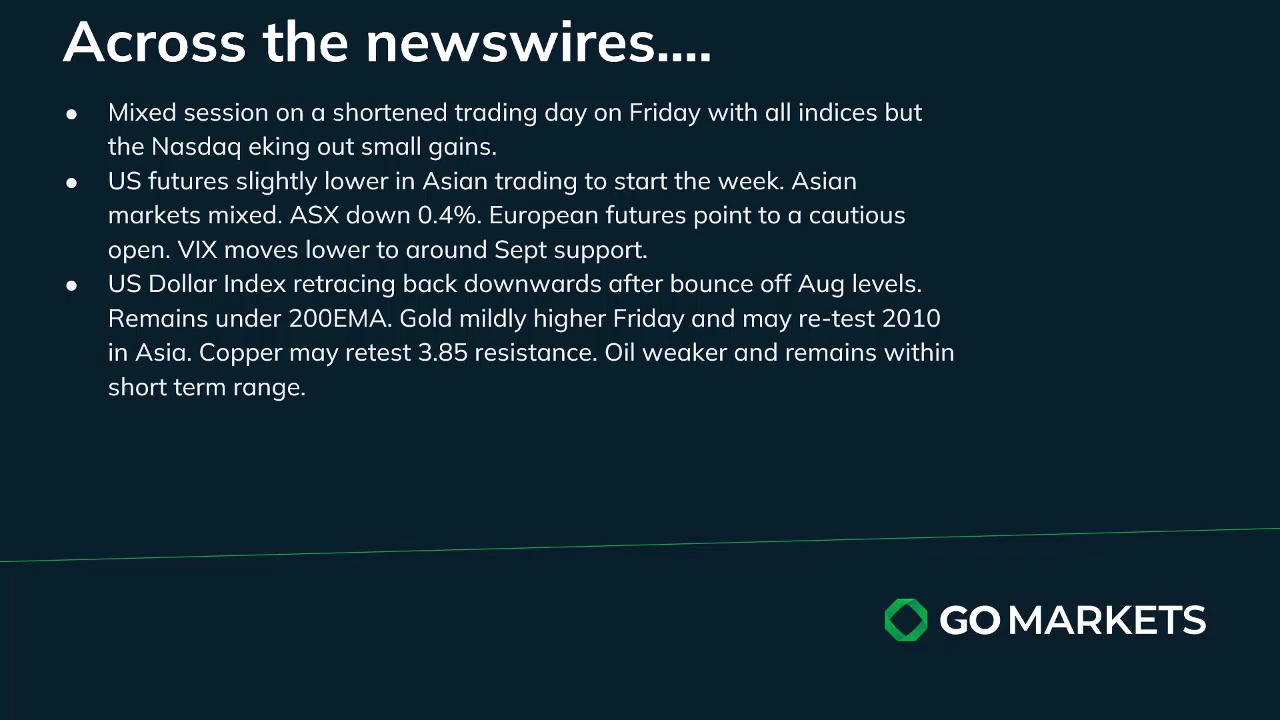 Across the newswires....
● Mixed session on a shortened trading day on Friday with all indices but
the Nasdaq eking out small gains.
● US futures slightly lower in Asian trading to start the week. Asian
markets mixed. ASX down 0.4%. European futures point to a cautious
open. VIX moves lower to around Sept support.
● US Dollar Index retracing back downwards after bounce off Aug levels.
Remains under 200EMA. Gold mildly higher Friday and may re-test 2010
in Asia. Copper may retest 3.85 resistance. Oil weaker and remains within
short term range.
GO MARKETS